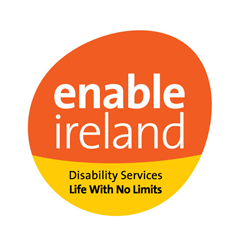 enable
ireland
Disability Services
Life With No Limits